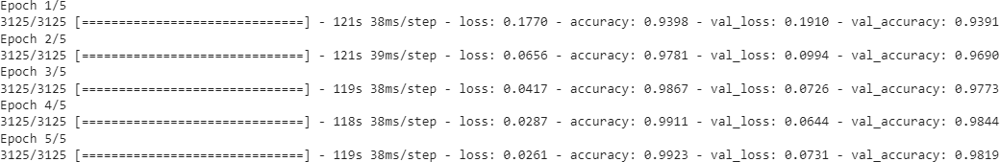 Epoch 1/5
3125/3125 [==============================] - 121s 38ms/step - loss: 0.1770 - accuracy: 0.9398 - val_loss: 0.1910 - val_accuracy: 0.9391
Epoch 2/5
3125/3125 [==============================] - 121s 39ms/step - loss: 0.0656 - accuracy: 0.9781 - val_loss: 0.0994 - val_accuracy: 0.9690
Epoch 3/5
3125/3125 [==============================] - 119s 38ms/step - loss: 0.0417 - accuracy: 0.9867 - val_loss: 0.0726 - val_accuracy: 0.9773
Epoch 4/5
3125/3125 [==============================] - 118s 38ms/step - loss: 0.0287 - accuracy: 0.9911 - val_loss: 0.0644 - val_accuracy: 0.9844
Epoch 5/5
3125/3125 [==============================] - 119s 38ms/step - loss: 0.0261 - accuracy: 0.9923 - val_loss: 0.0731 - val_accuracy: 0.9819